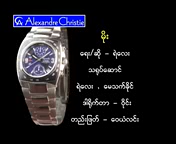 Alexandre Christie
မိုး
ရေး/ဆို - ရဲလေး
သရုပ်ဆောင်
ရဲလေး , မေသက်ခိုင်
ဒါရိုက်တာ - ဝိုင်း
တည်းဖြတ် - ဝေယံလင်း